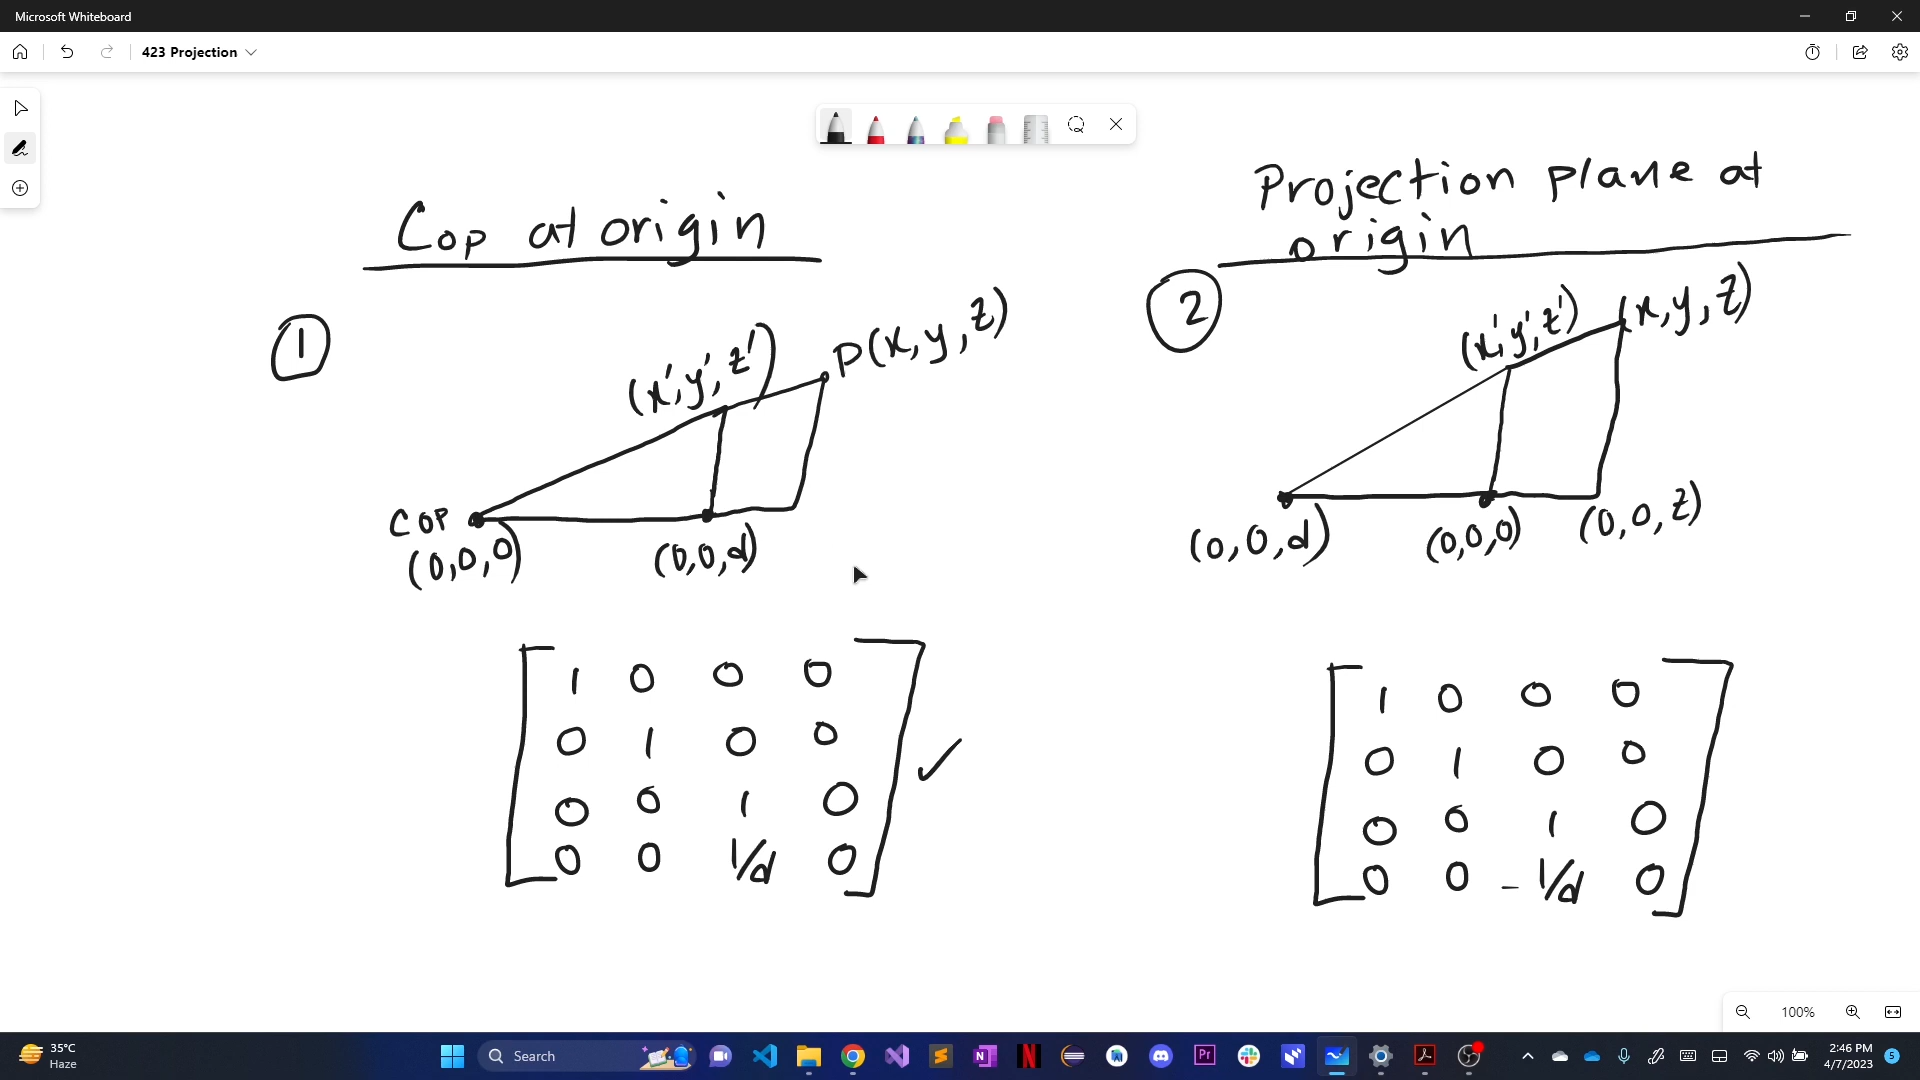 Microsoft Whiteboard
423 Projection
Cop at origin
Projection plane at
origin
1
2
(x', y', z')
P(x, y, z)
(x', y', z')
(x, y, z)
COP
(0,0,0)
(0,0,d)
(0,0,d)
(0,0,0)
(0,0,z)
1 0 0 0
0 1 0 0
0 0 1 0
0 0 1/d 0
✓
1 0 0 0
0 1 0 0
0 0 1 0
0 0 -1/d 0
100%
35°C
Haze
Search
Pr
2:46 PM
4/7/2023
5